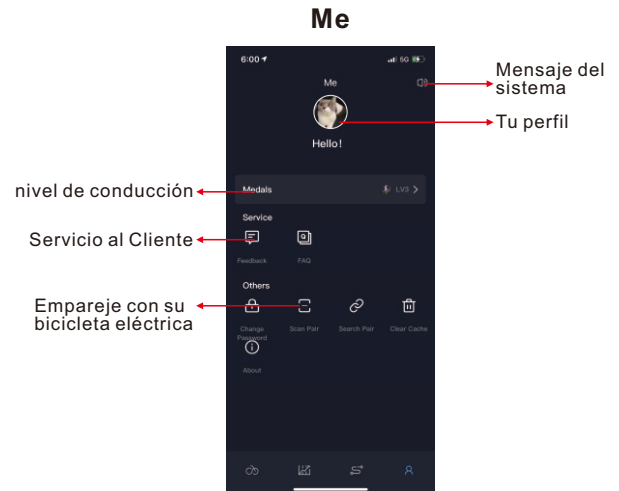 Me
6:00
5G
Me
Mensaje del
sistema
Tu perfil
Hello!
nivel de conducción
Medals
LV3
Service
Servicio al Cliente
Feedback
FAQ
Others
Empareje con su
bicicleta eléctrica
Change
Password
Scan Pair
Search Pair
Clear Cache
About